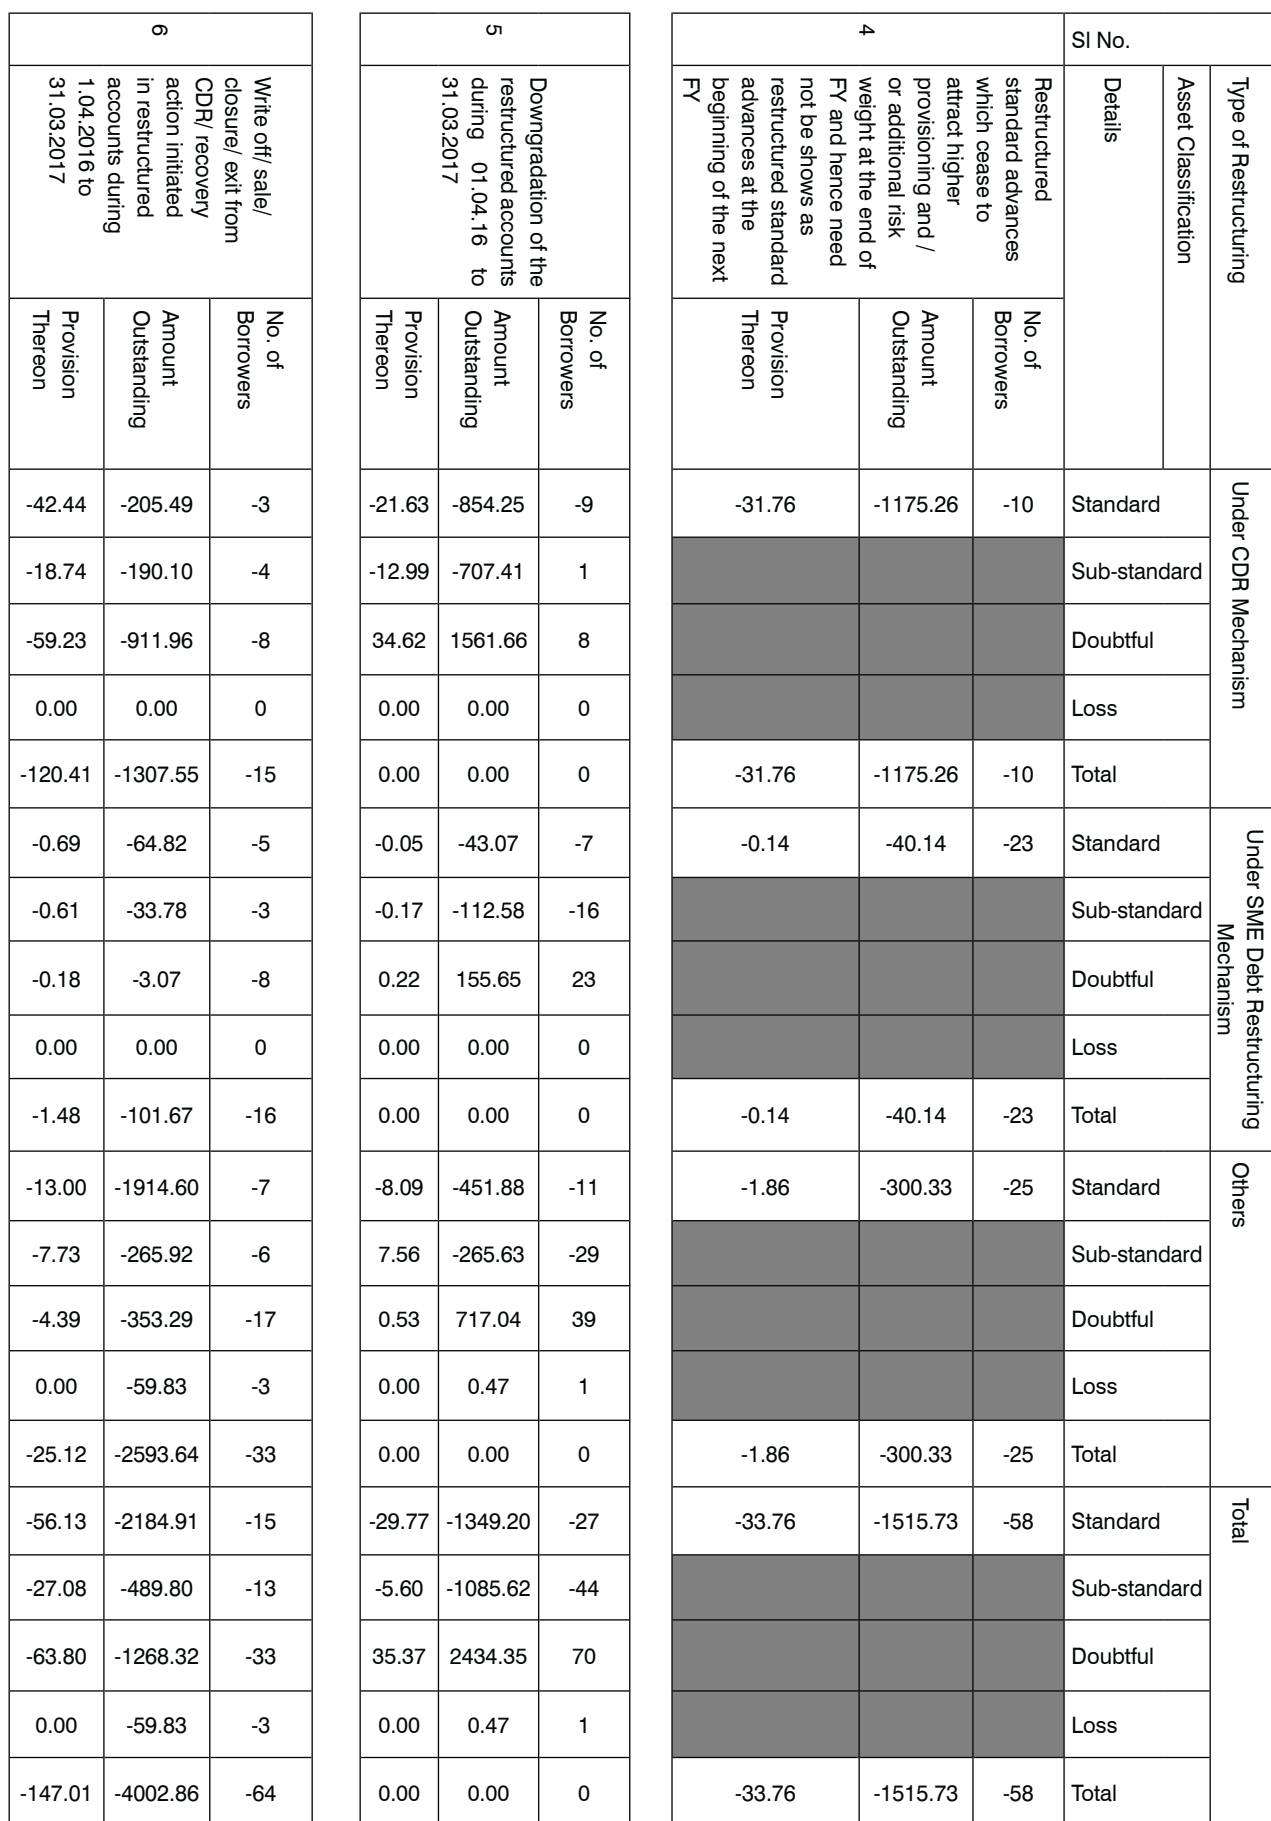 SI No.
Type of Restructuring
Under CDR Mechanism
Under SME Debt Restructuring
Mechanism
Others
Total
Asset Classification
Details
Standard
Sub-standard
Doubtful
Loss
Total
Standard
Sub-standard
Doubtful
Loss
Total
Standard
Sub-standard
Doubtful
Loss
Total
Standard
Sub-standard
Doubtful
Loss
Total
4
Restructured
standard advances
which cease to
attract higher
provisioning and /
or additional risk
weight at the end of
FY and hence need
not be shows as
restructured standard
advances at the
beginning of the next
FY
No. of
Borrowers
-10
-10
-23
-23
-25
-25
-58
-58
Amount
Outstanding
-1175.26
-1175.26
-40.14
-40.14
-300.33
-300.33
-1515.73
-1515.73
Provision
Thereon
-31.76
-31.76
-0.14
-0.14
-1.86
-1.86
-33.76
-33.76
5
Downgradation of the
restructured accounts
during 01.04.16 to
31.03.2017
No. of
Borrowers
-9
1
8
0
0
-7
-16
23
0
0
-11
-29
39
1
0
-27
-44
70
1
0
Amount
Outstanding
-854.25
-707.41
1561.66
0.00
0.00
-43.07
-112.58
155.65
0.00
0.00
-451.88
-265.63
717.04
0.47
0.00
-1349.20
-1085.62
2434.35
0.47
0.00
Provision
Thereon
-21.63
-12.99
34.62
0.00
0.00
-0.05
-0.17
0.22
0.00
0.00
-8.09
7.56
0.53
0.00
0.00
-29.77
-5.60
35.37
0.00
0.00
6
Write off/ sale/
closure/ exit from
CDR/ recovery
action initiated
in restructured
accounts during
1.04.2016 to
31.03.2017
No. of
Borrowers
-3
-4
-8
0
-15
-5
-3
-8
0
-16
-7
-6
-17
-3
-33
-15
-13
-33
-3
-64
Amount
Outstanding
-205.49
-190.10
-911.96
0.00
-1307.55
-64.82
-33.78
-3.07
0.00
-101.67
-1914.60
-265.92
-353.29
-59.83
-2593.64
-2184.91
-489.80
-1268.32
-59.83
-4002.86
Provision
Thereon
-42.44
-18.74
-59.23
0.00
-120.41
-0.69
-0.61
-0.18
0.00
-1.48
-13.00
-7.73
-4.39
0.00
-25.12
-56.13
-27.08
-63.80
0.00
-147.01